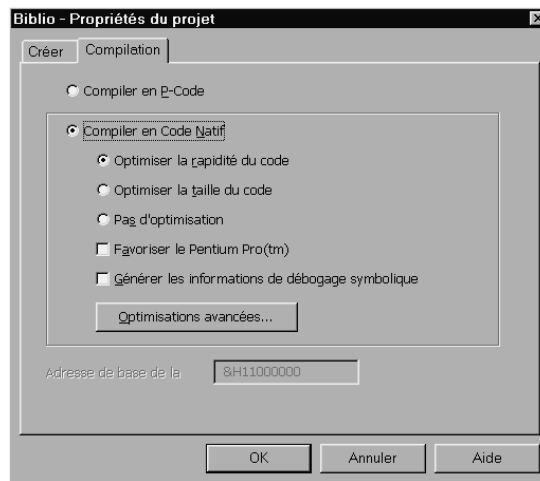 Biblio - Propriétés du projet
Créer Compilation
Compiler en P-Code
Compiler en Code Natif
Optimiser la rapidité du code
Optimiser la taille du code
Pas d'optimisation
Favoriser le Pentium Pro(tm)
Générer les informations de débogage symbolique
Optimisations avancées...
Adresse de base de la &H11000000
OK Annuler Aide